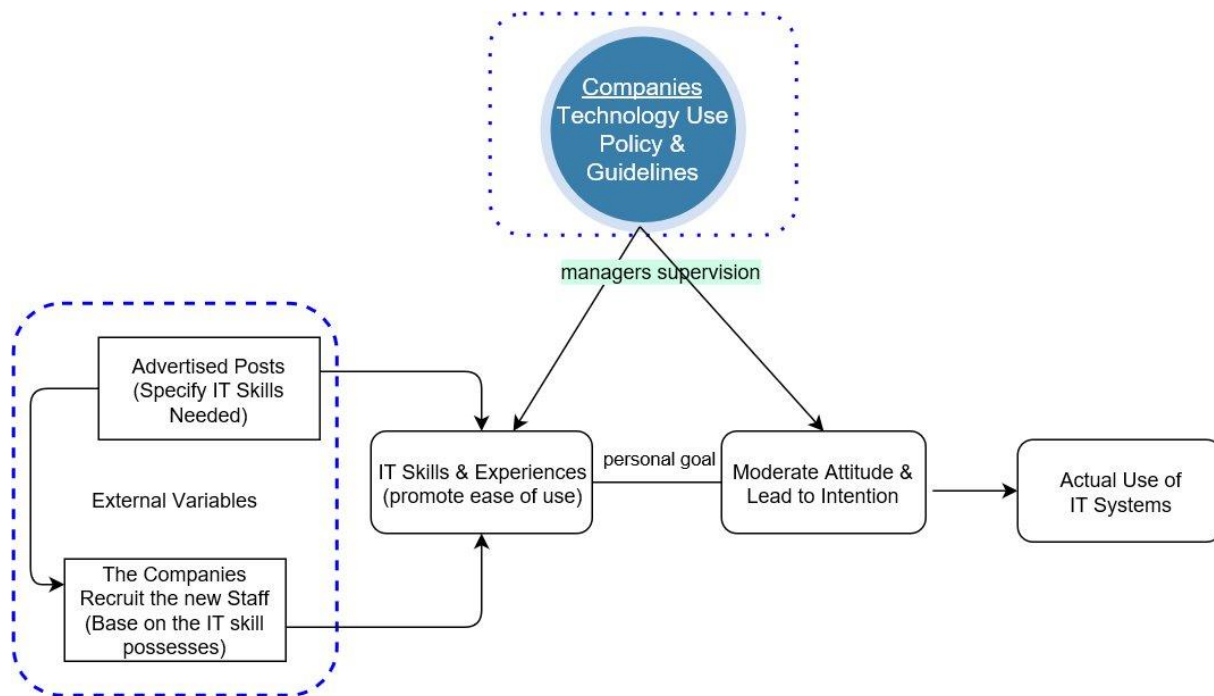 Companies
Technology Use
Policy &
Guidelines
managers supervision
Advertised Posts
(Specify IT Skills
Needed)
External Variables
The Companies
Recruit the new Staff
(Base on the IT skill
possesses)
IT Skills & Experiences
(promote ease of use)
personal goal
Moderate Attitude &
Lead to Intention
Actual Use of
IT Systems